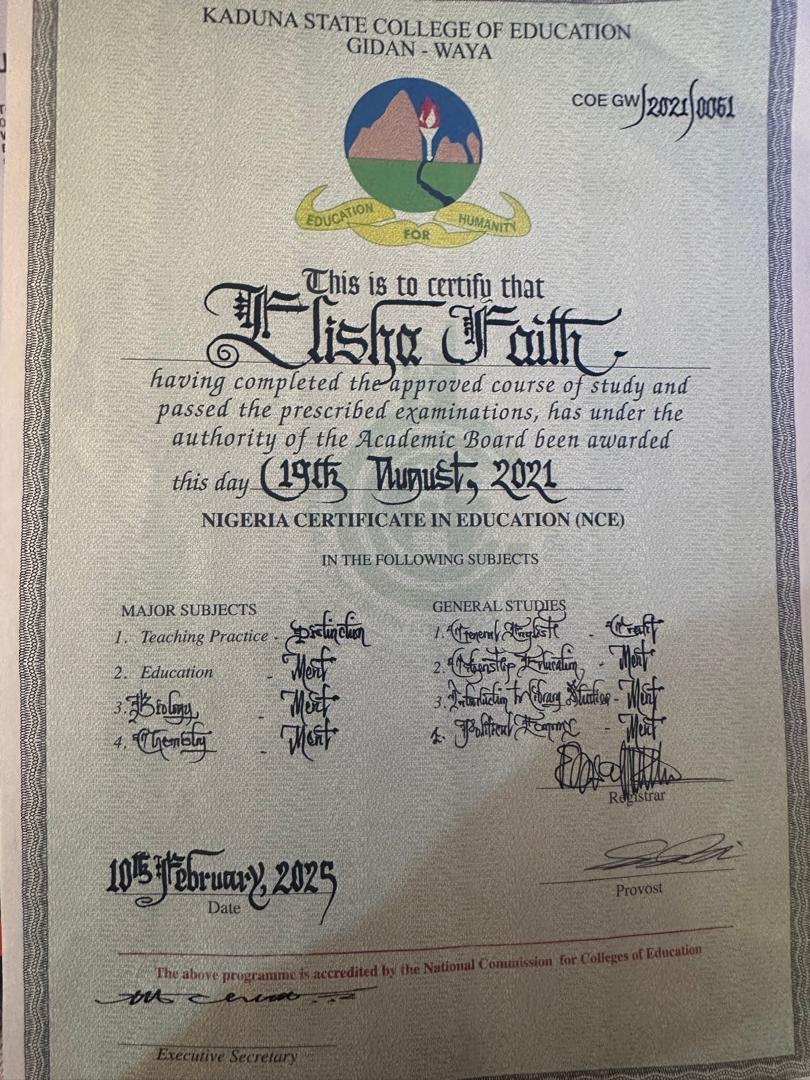 KADUNA STATE COLLEGE OF EDUCATION
GIDAN - WAYA
COE GW/2021/0061
EDUCATION FOR HUMANITY
This is to certify that
Elisha Faith
having completed the approved course of study and
passed the prescribed examinations, has under the
authority of the Academic Board been awarded
this day 19th August, 2021
NIGERIA CERTIFICATE IN EDUCATION (NCE)
IN THE FOLLOWING SUBJECTS
MAJOR SUBJECTS
1. Teaching Practice - Distinction
2. Education - Merit
3. Biology - Merit
4. Chemistry - Merit
GENERAL STUDIES
1. General English - Credit
2. Citizenship Education - Merit
3. Introduction to Library Studies - Merit
4. Political Economy - Merit
Registrar
10th February, 2025
Date
Provost
The above programme is accredited by the National Commission for Colleges of Education
Executive Secretary